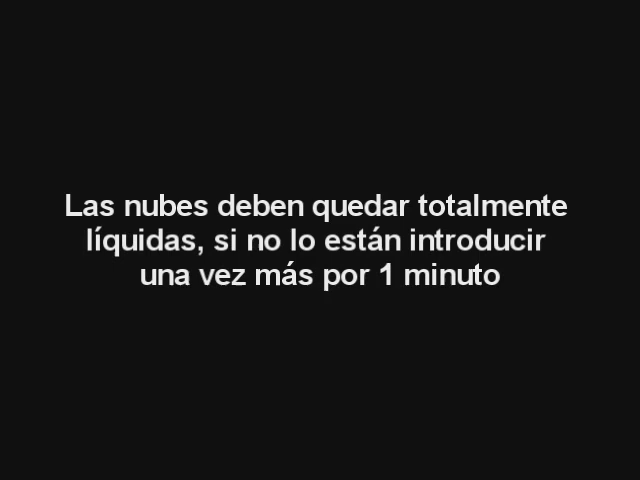 Las nubes deben quedar totalmente
líquidas, si no lo están introducir
una vez más por 1 minuto